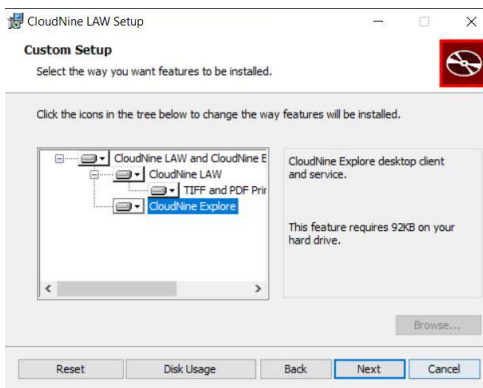 CloudNine LAW Setup
Custom Setup
Select the way you want features to be installed.
Click the icons in the tree below to change the way features will be installed.
CloudNine LAW and CloudNine E
CloudNine LAW
TIFF and PDF Prir
CloudNine Explore
CloudNine Explore desktop client
and service.
This feature requires 92KB on your
hard drive.
Browse...
Reset Disk Usage Back Next Cancel